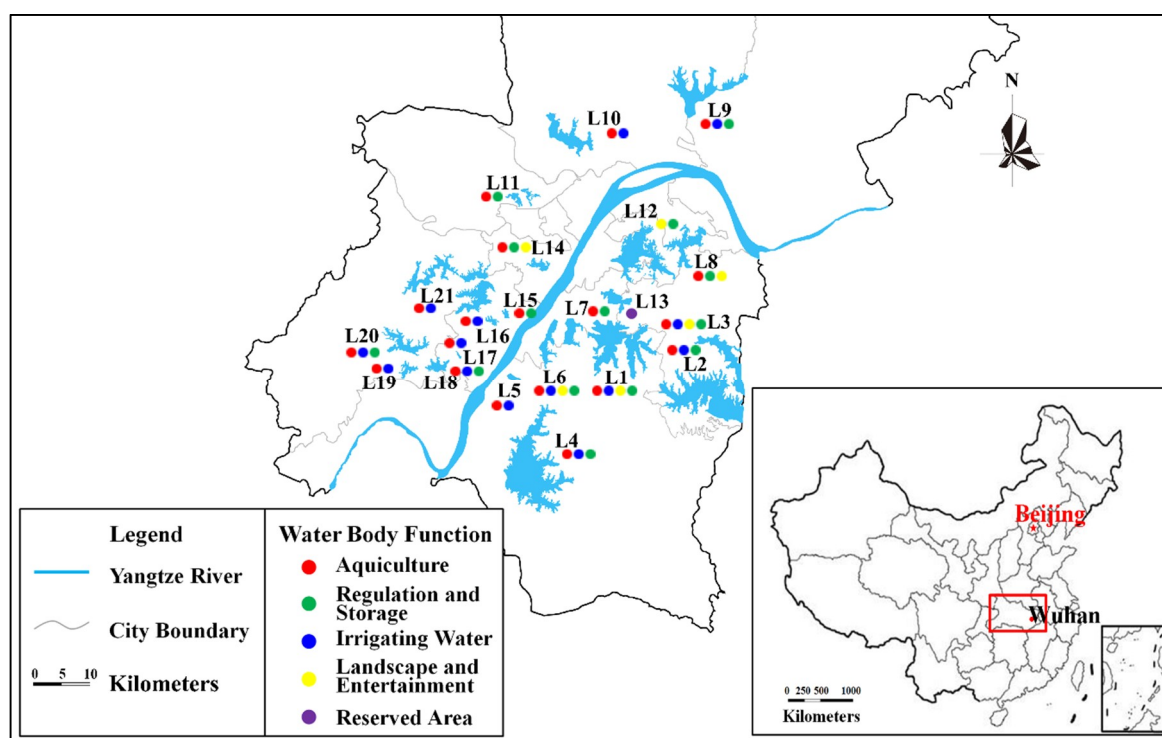 N
L9
L10
L11
L12
L14
L8
L21
L15
L7
L13
L3
L16
L20
L17
L2
L19
L18
L5
L6
L1
L4
Legend
Yangtze River
City Boundary
0 5 10
Kilometers
Water Body Function
Aquiculture
Regulation and
Storage
Irrigating Water
Landscape and
Entertainment
Reserved Area
Beijing
Wuhan
0 250 500 1000
Kilometers